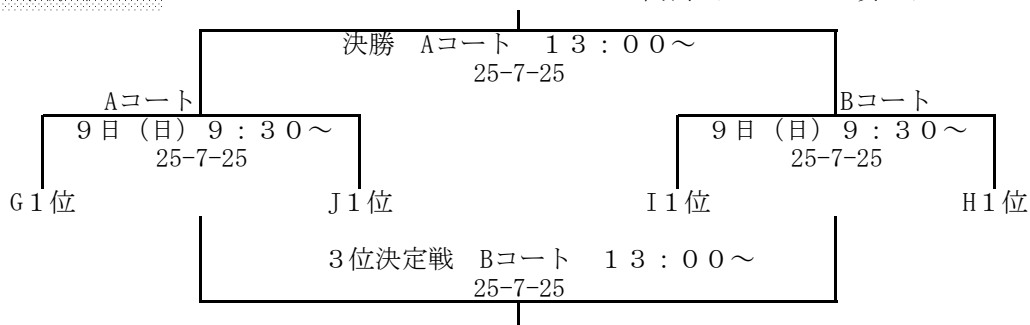 決勝　Aコート　１３：００～
25-7-25
Aコート
Bコート
９日（日）９：３０～
25-7-25
９日（日）９：３０～
25-7-25
G１位
J１位
I１位
H１位
３位決定戦　Bコート　１３：００～
25-7-25